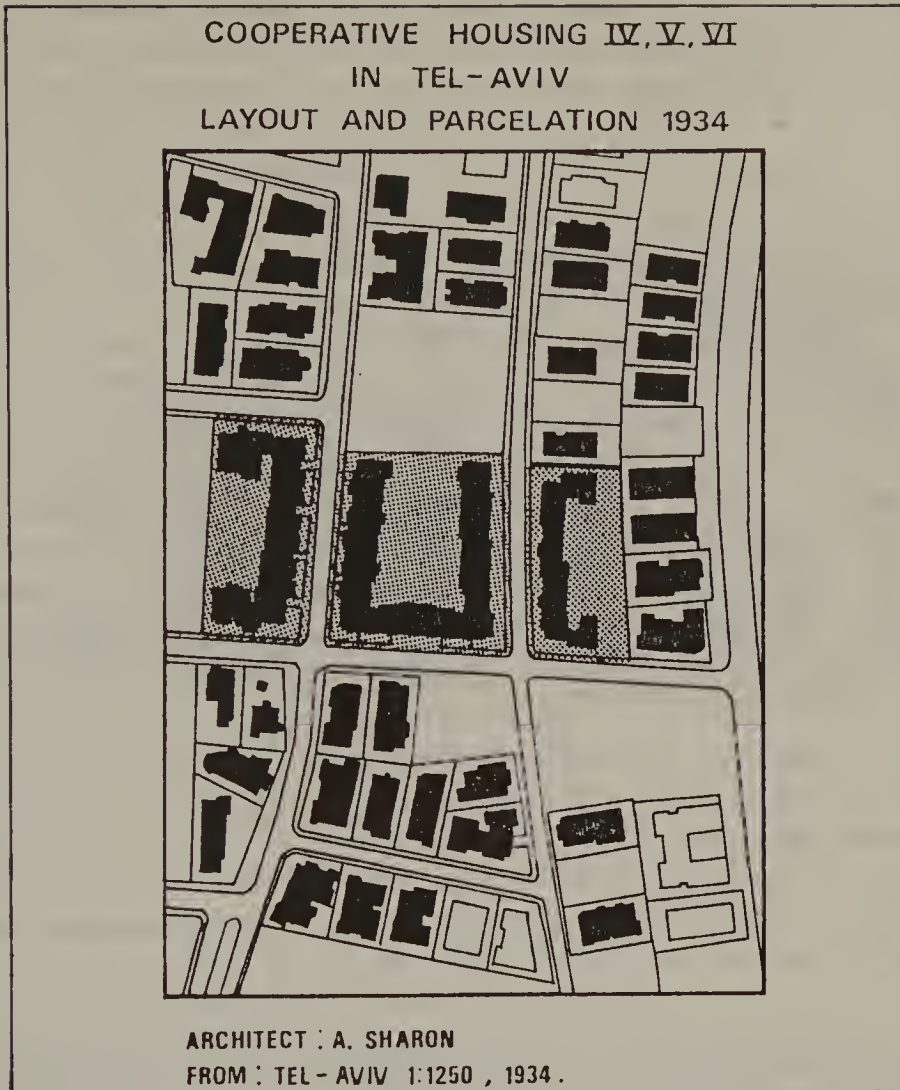 COOPERATIVE HOUSING IV, V, VI
IN TEL-AVIV
LAYOUT AND PARCELATION 1934
ARCHITECT : A. SHARON
FROM : TEL-AVIV 1:1250 , 1934.